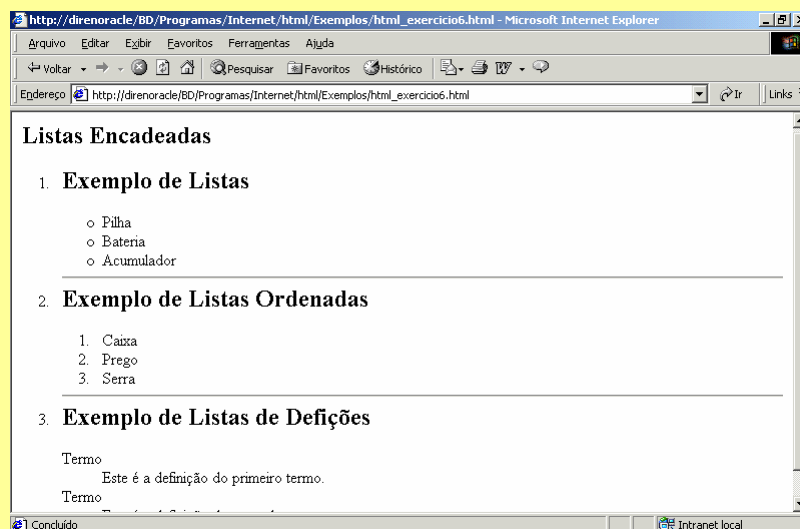 http://direnoracle/BD/Programas/Internet/html/Exemplos/html_exercicio6.html - Microsoft Internet Explorer
Arquivo Editar Exibir Favoritos Ferramentas Ajuda
Voltar Pesquisar Favoritos Histórico
Endereço http://direnoracle/BD/Programas/Internet/html/Exemplos/html_exercicio6.html Ir Links
Listas Encadeadas
1. Exemplo de Listas
Pilha
Bateria
Acumulador
2. Exemplo de Listas Ordenadas
1. Caixa
2. Prego
3. Serra
3. Exemplo de Listas de Defições
Termo
Este é a definição do primeiro termo.
Termo
Concluído Intranet local